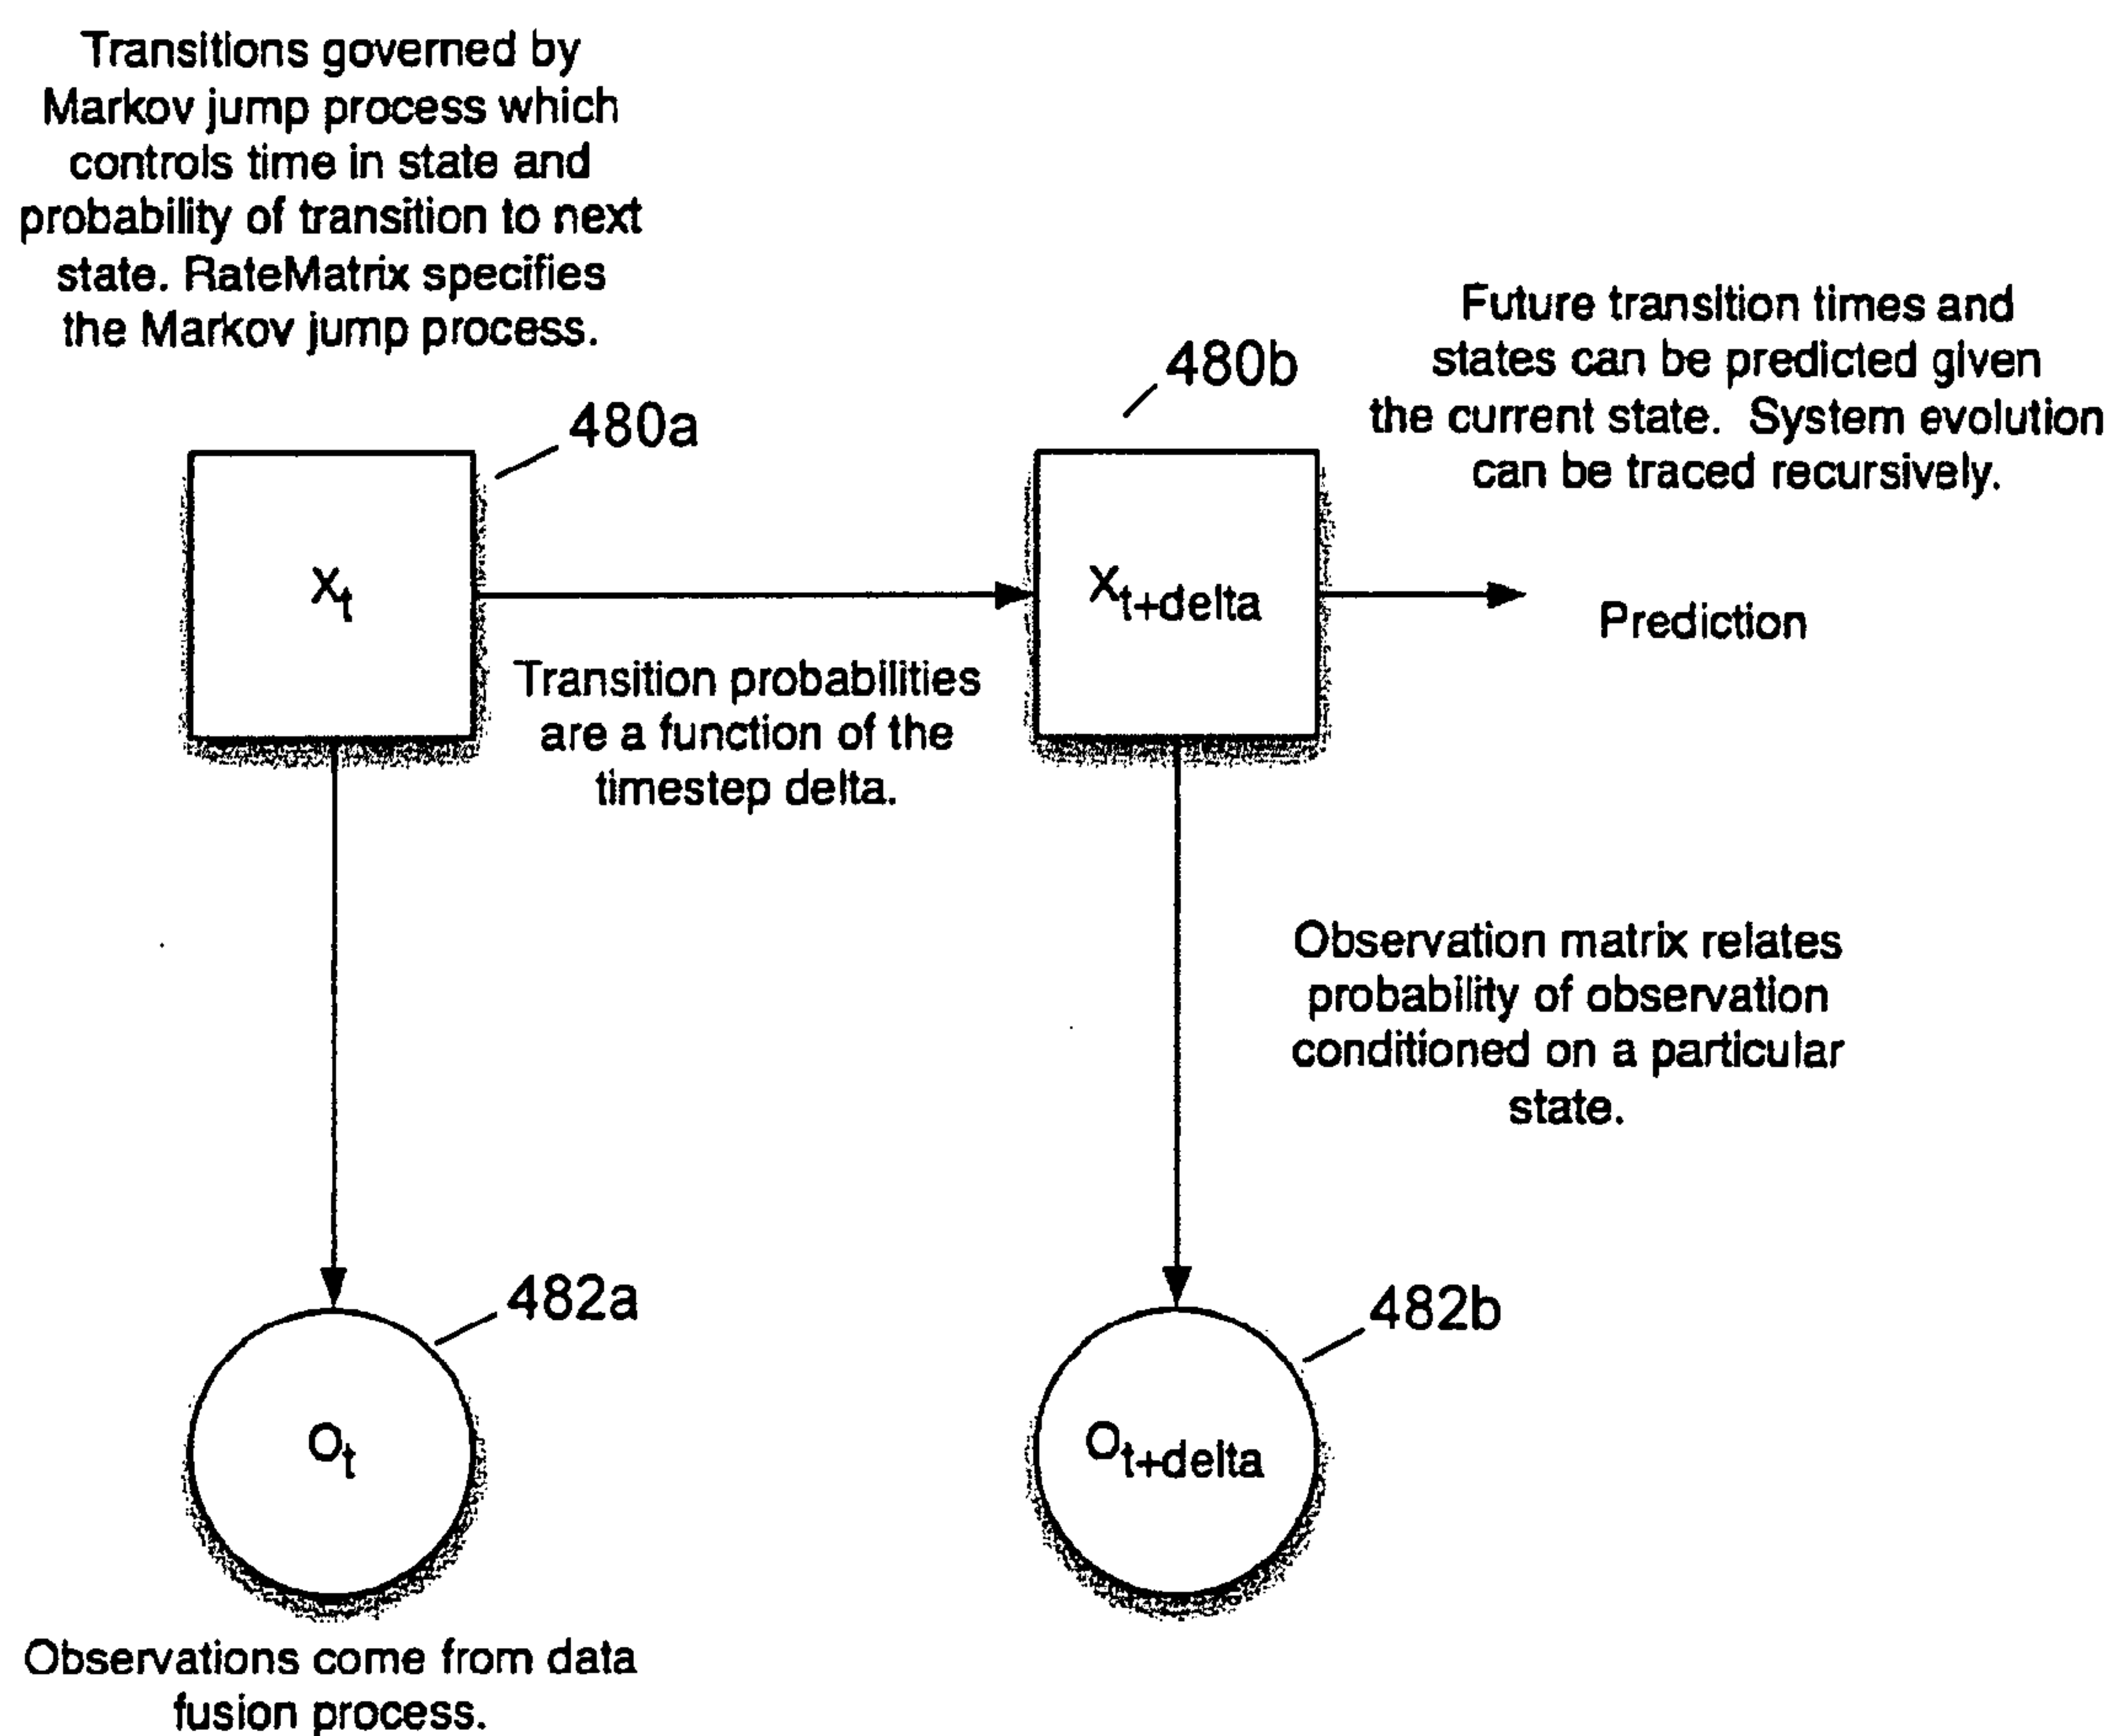 Transitions governed by
Markov jump process which
controls time in state and
probability of transition to next
state. RateMatrix specifies
the Markov jump process.
Future transition times and
states can be predicted given
the current state.  System evolution
can be traced recursively.
480a
480b
Xt
Xt+delta
Prediction
Transition probabilities
are a function of the
timestep delta.
Observation matrix relates
probability of observation
conditioned on a particular
state.
482a
482b
Ot
Ot+delta
Observations come from data
fusion process.